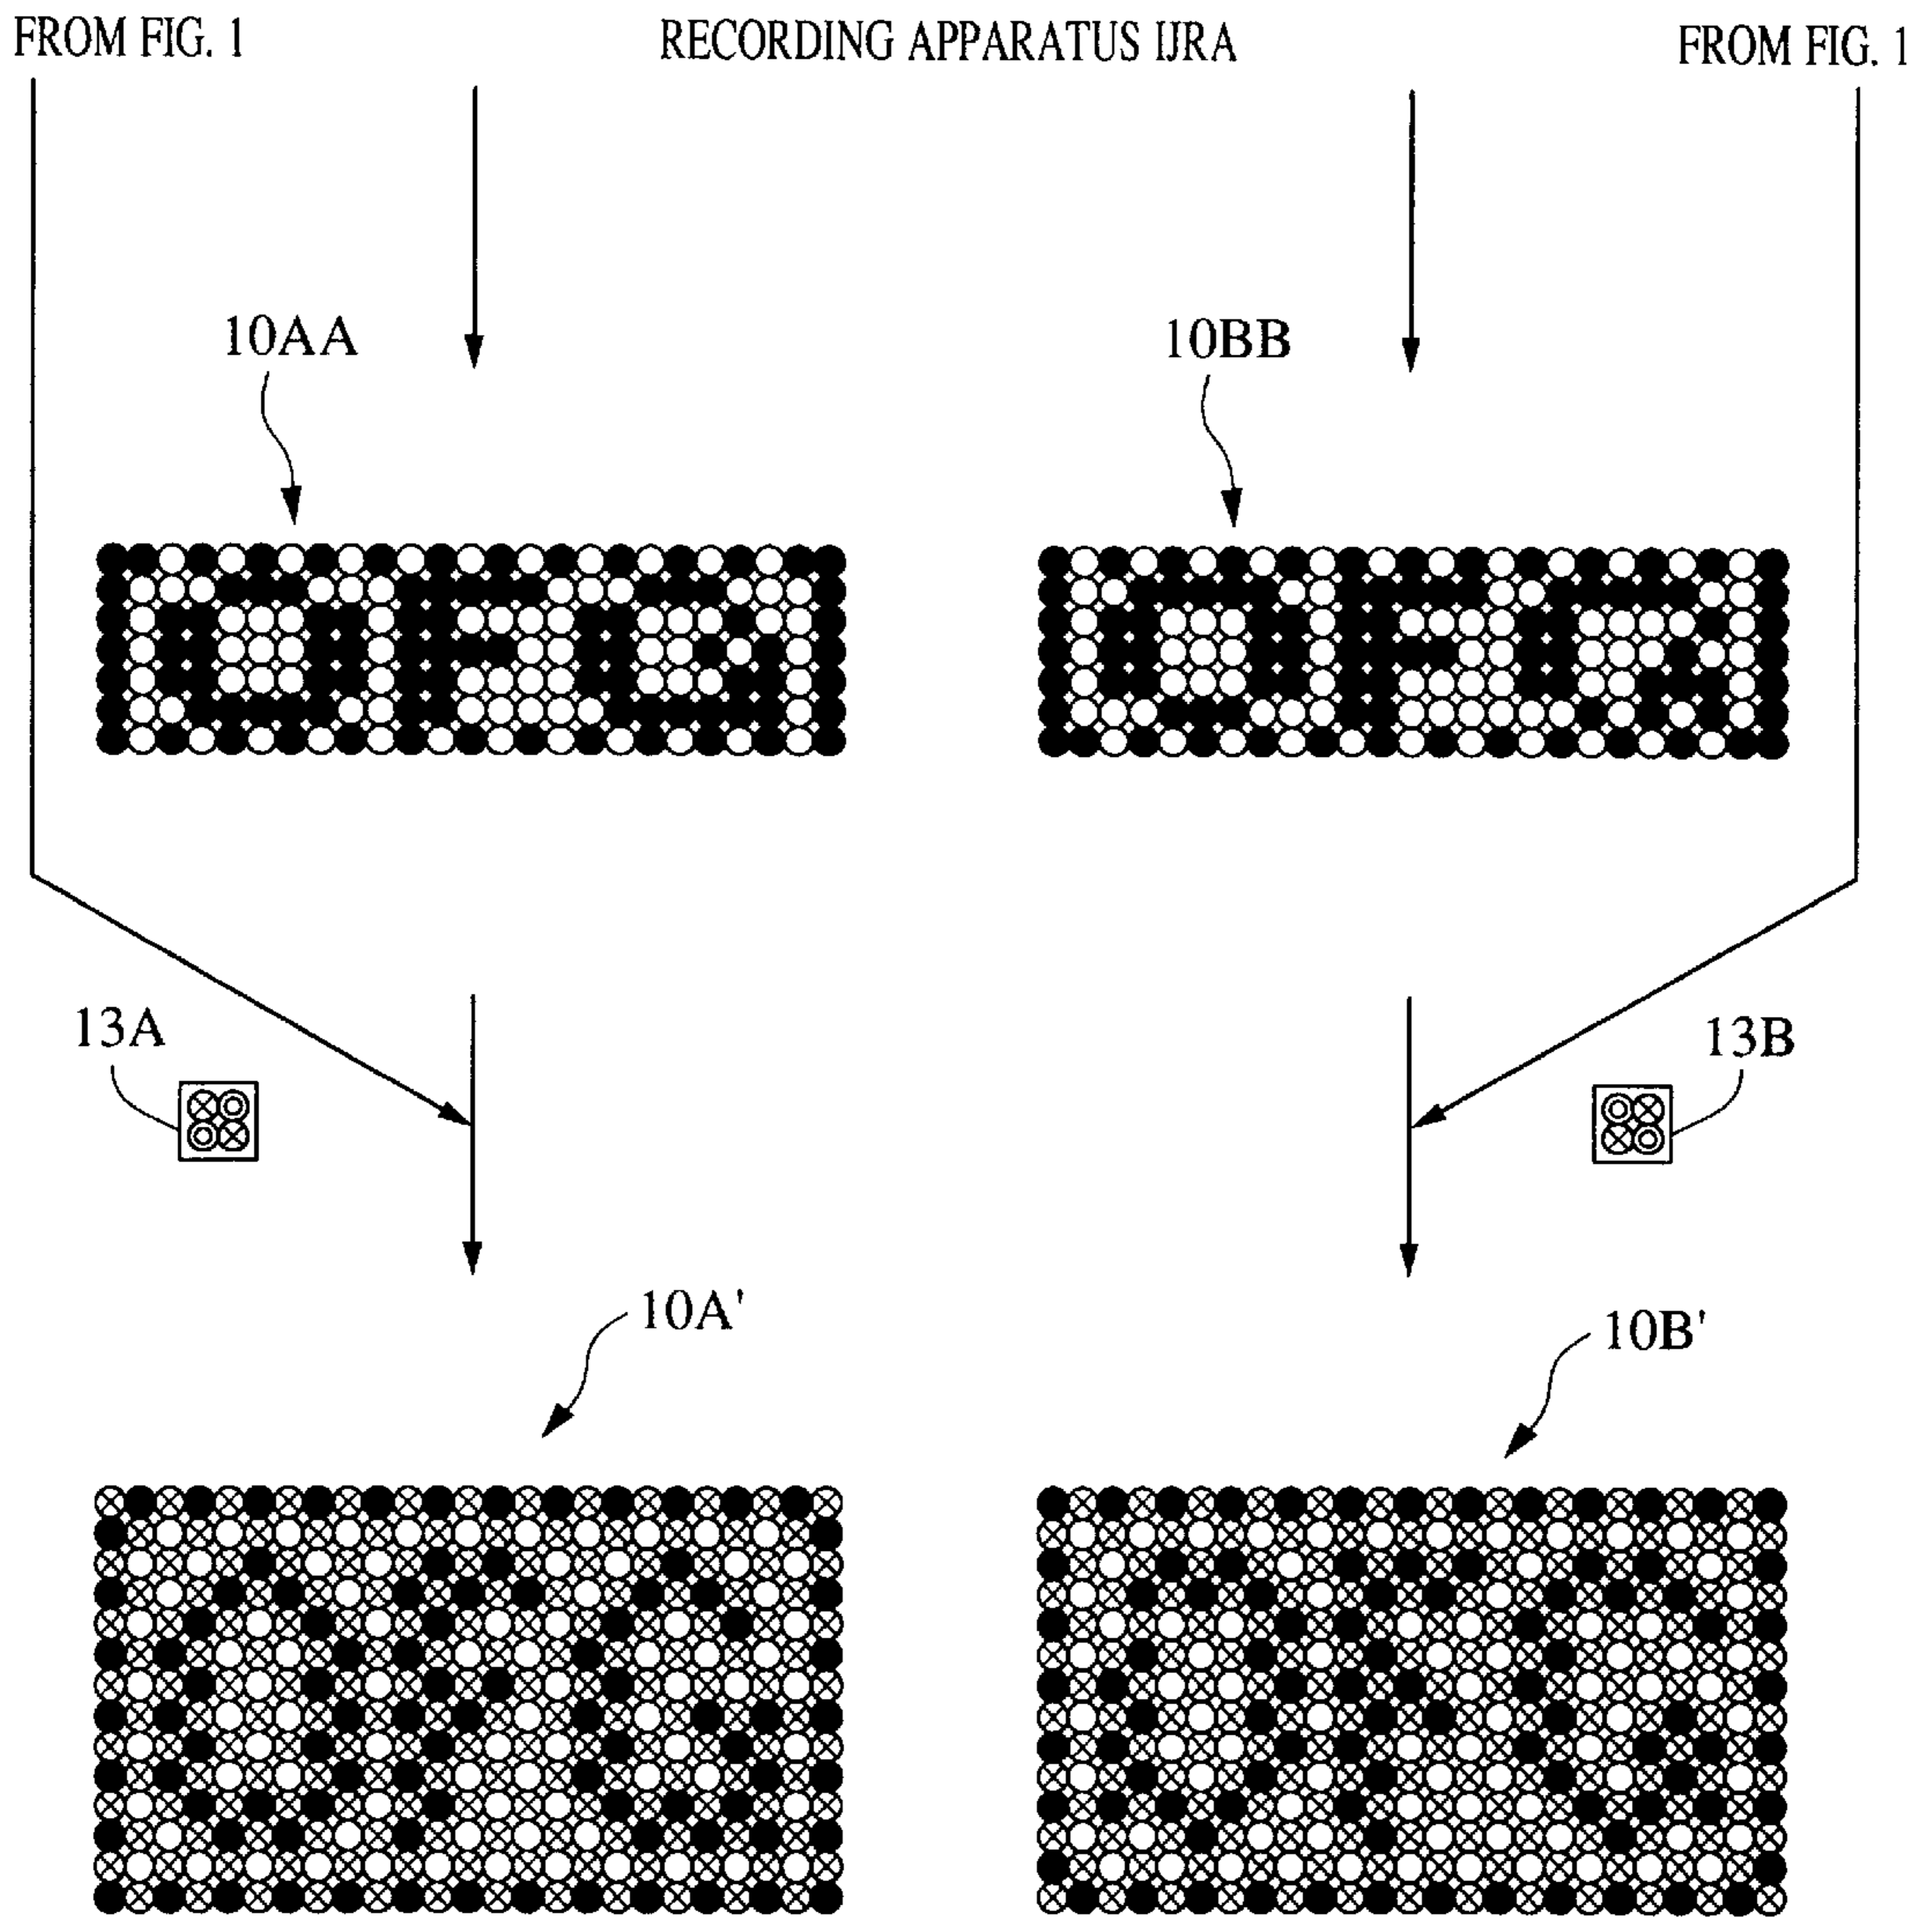 FROM FIG. 1
RECORDING APPARATUS IJRA
FROM FIG. 1
10AA
10BB
13A
13B
10A'
10B'